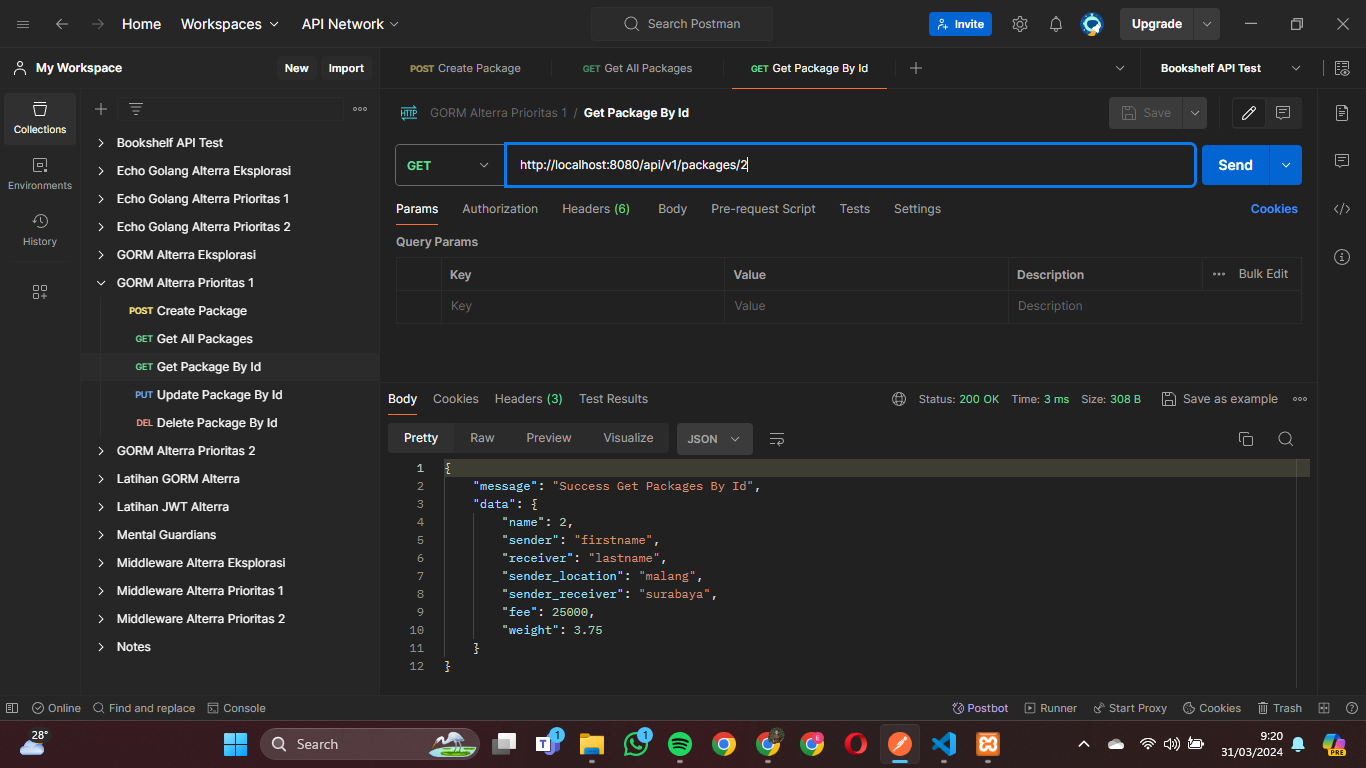 Home Workspaces API Network Search Postman Invite Upgrade
My Workspace New Import POST Create Package GET Get All Packages GET Get Package By Id Bookshelf API Test
Collections
Environments
History
Bookshelf API Test
Echo Golang Alterra Eksplorasi
Echo Golang Alterra Prioritas 1
Echo Golang Alterra Prioritas 2
GORM Alterra Eksplorasi
GORM Alterra Prioritas 1
POST Create Package
GET Get All Packages
GET Get Package By Id
PUT Update Package By Id
DEL Delete Package By Id
GORM Alterra Prioritas 2
Latihan GORM Alterra
Latihan JWT Alterra
Mental Guardians
Middleware Alterra Eksplorasi
Middleware Alterra Prioritas 1
Middleware Alterra Prioritas 2
Notes
HTTP GORM Alterra Prioritas 1 / Get Package By Id Save
GET http://localhost:8080/api/v1/packages/2 Send
Params Authorization Headers (6) Body Pre-request Script Tests Settings Cookies
Query Params
Key Value Description Bulk Edit
Key Value Description
Body Cookies Headers (3) Test Results Status: 200 OK Time: 3 ms Size: 308 B Save as example
Pretty Raw Preview Visualize JSON
1 {
2 "message": "Success Get Packages By Id",
3 "data": {
4 "name": 2,
5 "sender": "firstname",
6 "receiver": "lastname",
7 "sender_location": "malang",
8 "sender_receiver": "surabaya",
9 "fee": 25000,
10 "weight": 3.75
11 }
12 }
Online Find and replace Console Postbot Runner Start Proxy Cookies Trash
28° Search 1 1 9:20
31/03/2024 PRE